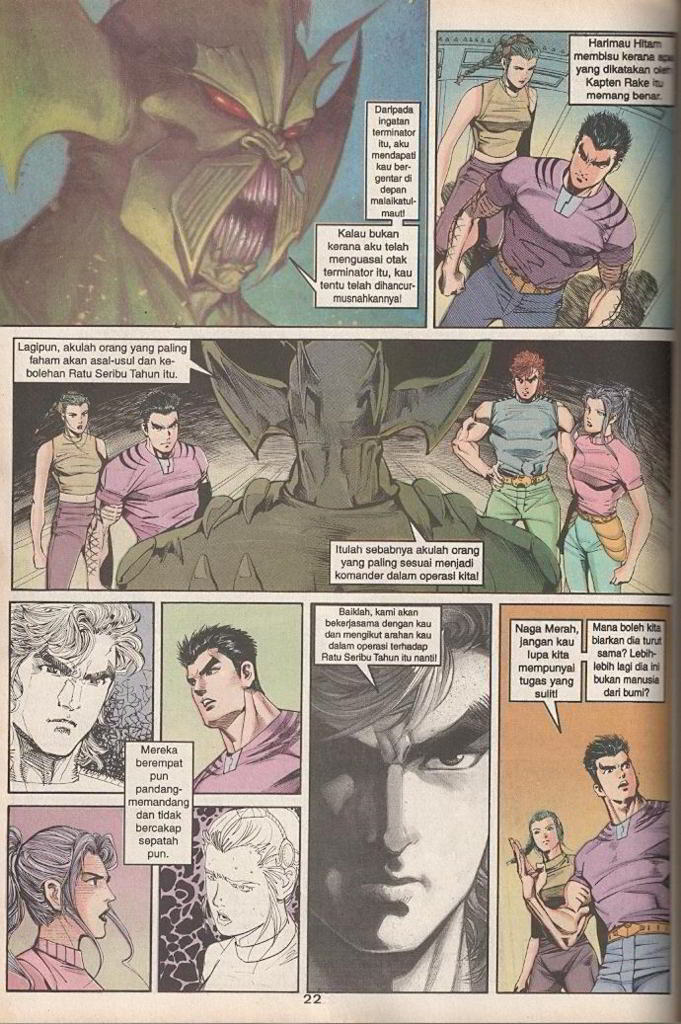 Daripada
ingatan
terminator
itu, aku
mendapati
kau ber-
gentar di
depan
malaikatul-
maut!
Kalau bukan
kerana aku telah
menguasai otak
terminator itu, kau
tentu telah dihancur-
musnahkannya!
Harimau Hitam
membisu kerana apa
yang dikatakan oleh
Kapten Rake itu
memang benar.
Lagipun, akulah orang yang paling
faham akan asal-usul dan ke-
bolehan Ratu Seribu Tahun itu.
Itulah sebabnya akulah orang
yang paling sesuai menjadi
komander dalam operasi kita!
Mereka
berempat
pun
pandang-
memandang
dan tidak
bercakap
sepatah
pun.
Baiklah, kami akan
bekerjasama dengan kau
dan mengikut arahan kau
dalam operasi terhadap
Ratu Seribu Tahun itu nanti!
Naga Merah,
jangan kau
lupa kita
mempunyai
tugas yang
sulit!
Mana boleh kita
biarkan dia turut
sama? Lebih-
lebih lagi dia ini
bukan manusia
dari bumi?
22